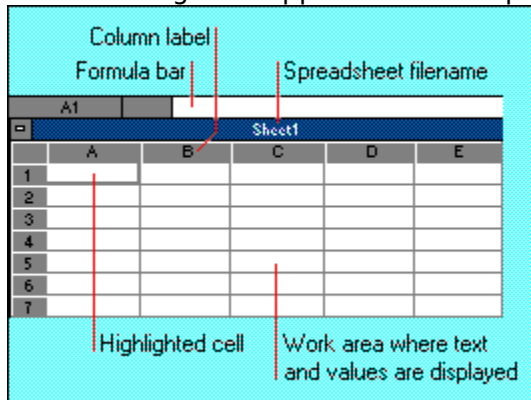 Column label
Formula bar Spreadsheet filename
A1
Sheet1
A B C D E
1
2
3
4
5
6
7
Highlighted cell Work area where text
and values are displayed